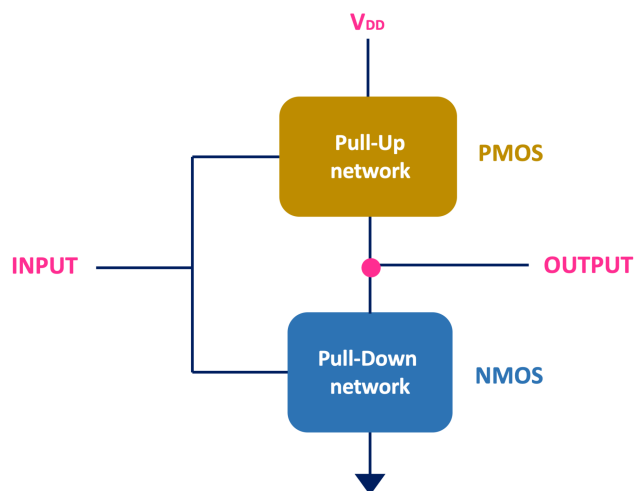 VDD
Pull-Up
network
PMOS
INPUT
OUTPUT
Pull-Down
network
NMOS